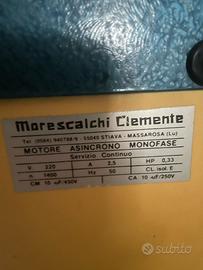 Morescalchi Clemente
Tel. (0584) 940788/9 - 55040 STIAVA - MASSAROSA (Lu)
MOTORE ASINCRONO MONOFASE
Servizio Continuo
V 220 A 2,5 HP 0,33
n 1400 Hz 50 CL isol. E
CM 10 uF/450V CA 10 uF/250V
subito